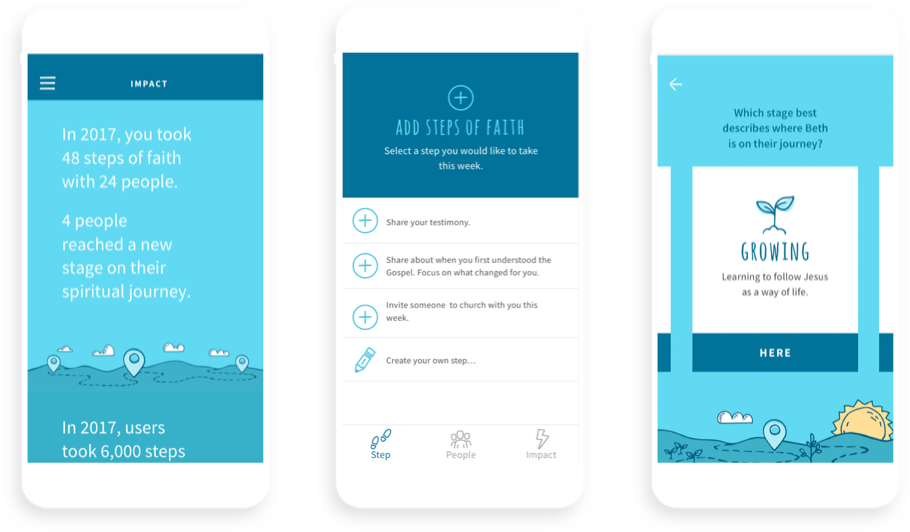 IMPACT
In 2017, you took
48 steps of faith
with 24 people.
4 people
reached a new
stage on their
spiritual journey.
In 2017, users
took 6,000 steps
ADD STEPS OF FAITH
Select a step you would like to take
this week.
Share your testimony.
Share about when you first understood the
Gospel. Focus on what changed for you.
Invite someone to church with you this
week.
Create your own step...
Step
People
Impact
Which stage best
describes where Beth
is on their journey?
GROWING
Learning to follow Jesus
as a way of life.
HERE